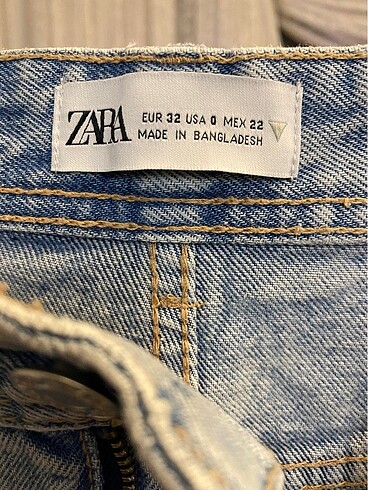 ZARA
EUR 32 USA 0 MEX 22
MADE IN BANGLADESH